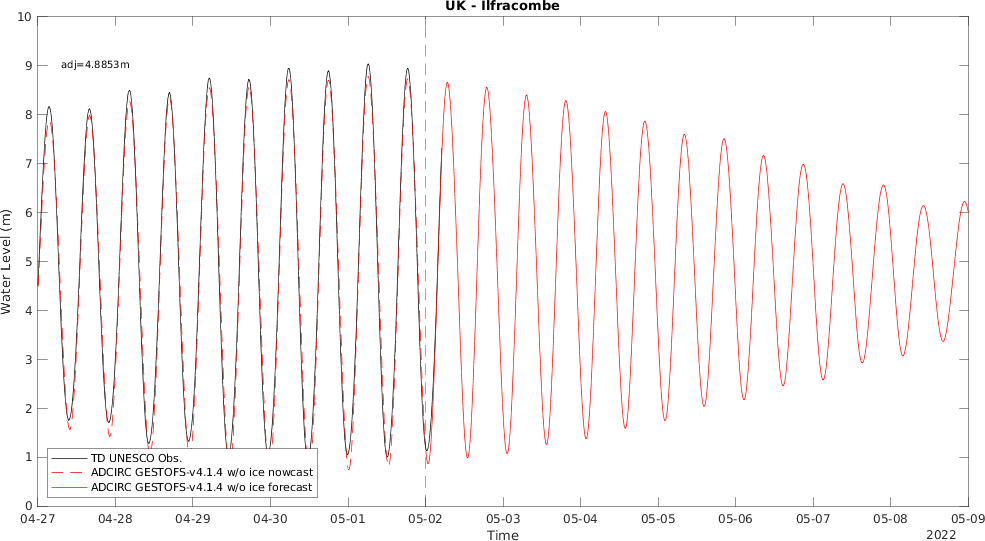 UK - Ilfracombe
adj=4.8853m
Water Level (m)
10
9
8
7
6
5
4
3
2
1
0
TD UNESCO Obs.
ADCIRC GESTOFS-v4.1.4 w/o ice nowcast
ADCIRC GESTOFS-v4.1.4 w/o ice forecast
04-27 04-28 04-29 04-30 05-01 05-02 05-03 05-04 05-05 05-06 05-07 05-08 05-09
Time
2022